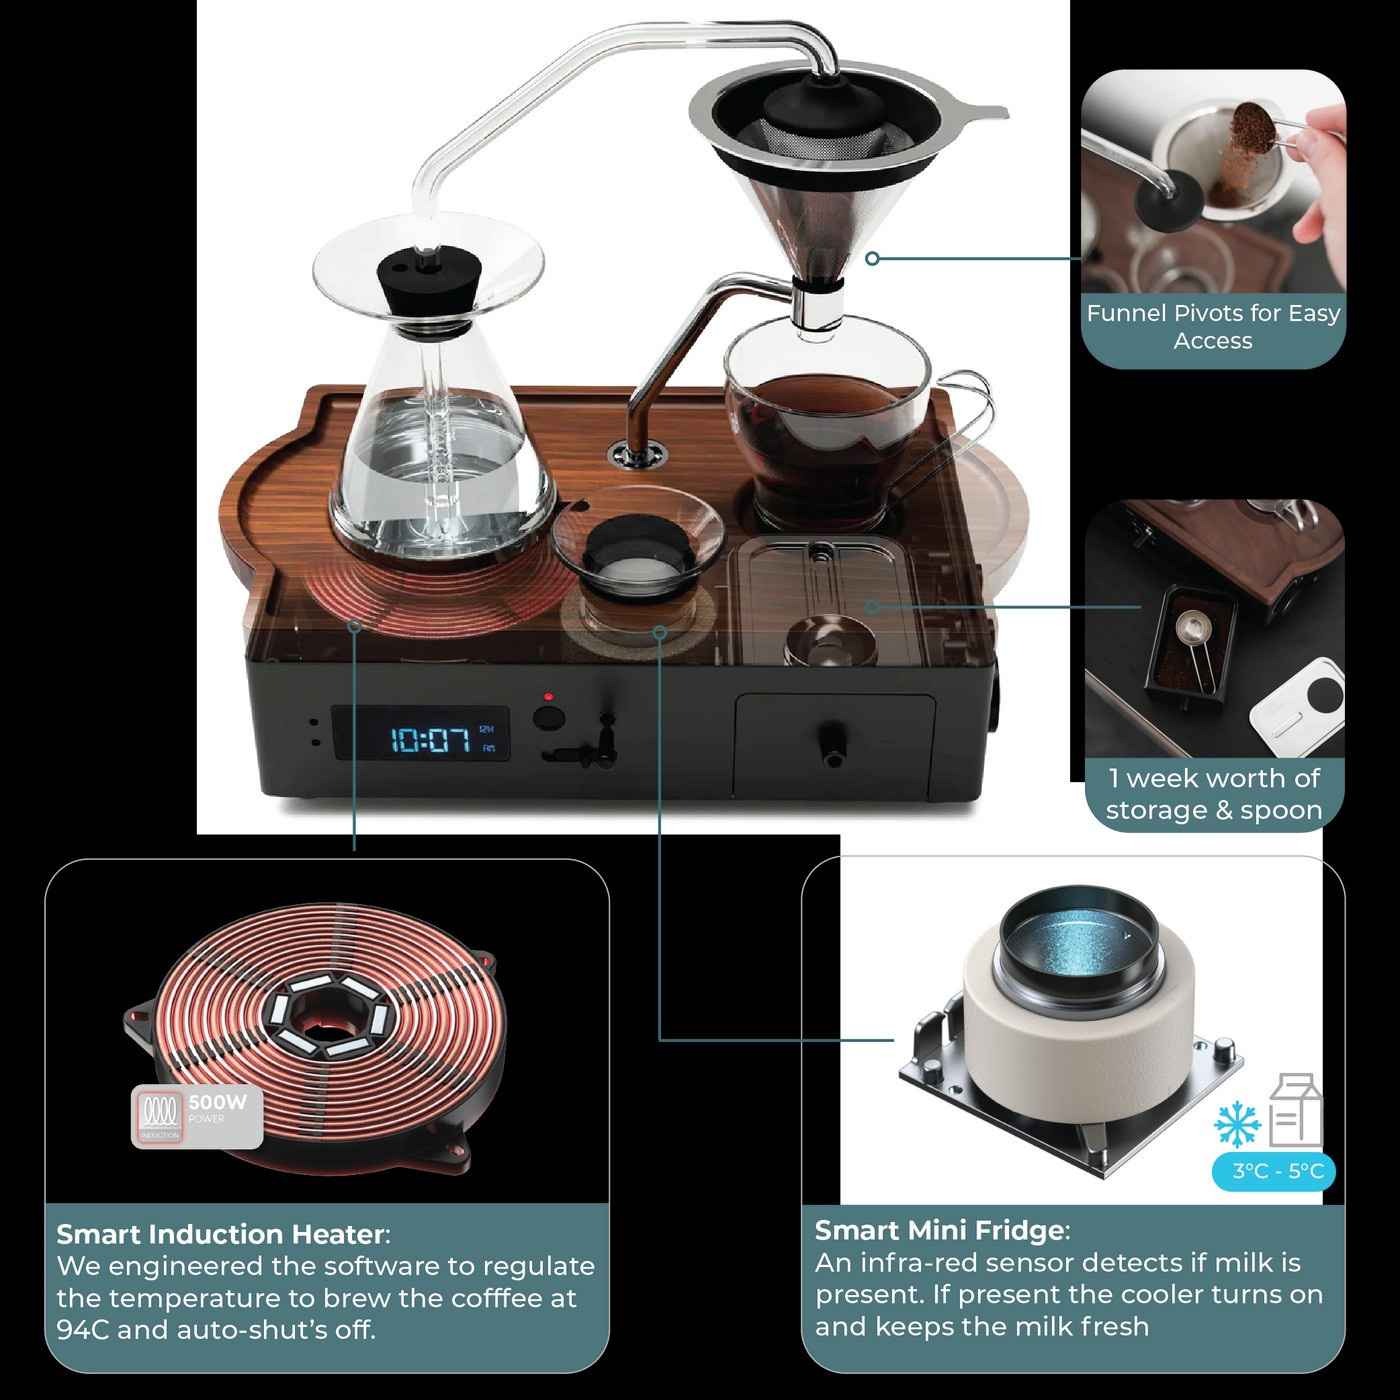 Funnel Pivots for Easy
Access
10:07
12H
AM
1 week worth of
storage & spoon
500W
POWER
INDUCTION
3°C - 5°C
Smart Induction Heater:
We engineered the software to regulate
the temperature to brew the cofffee at
94C and auto-shut's off.
Smart Mini Fridge:
An infra-red sensor detects if milk is
present. If present the cooler turns on
and keeps the milk fresh